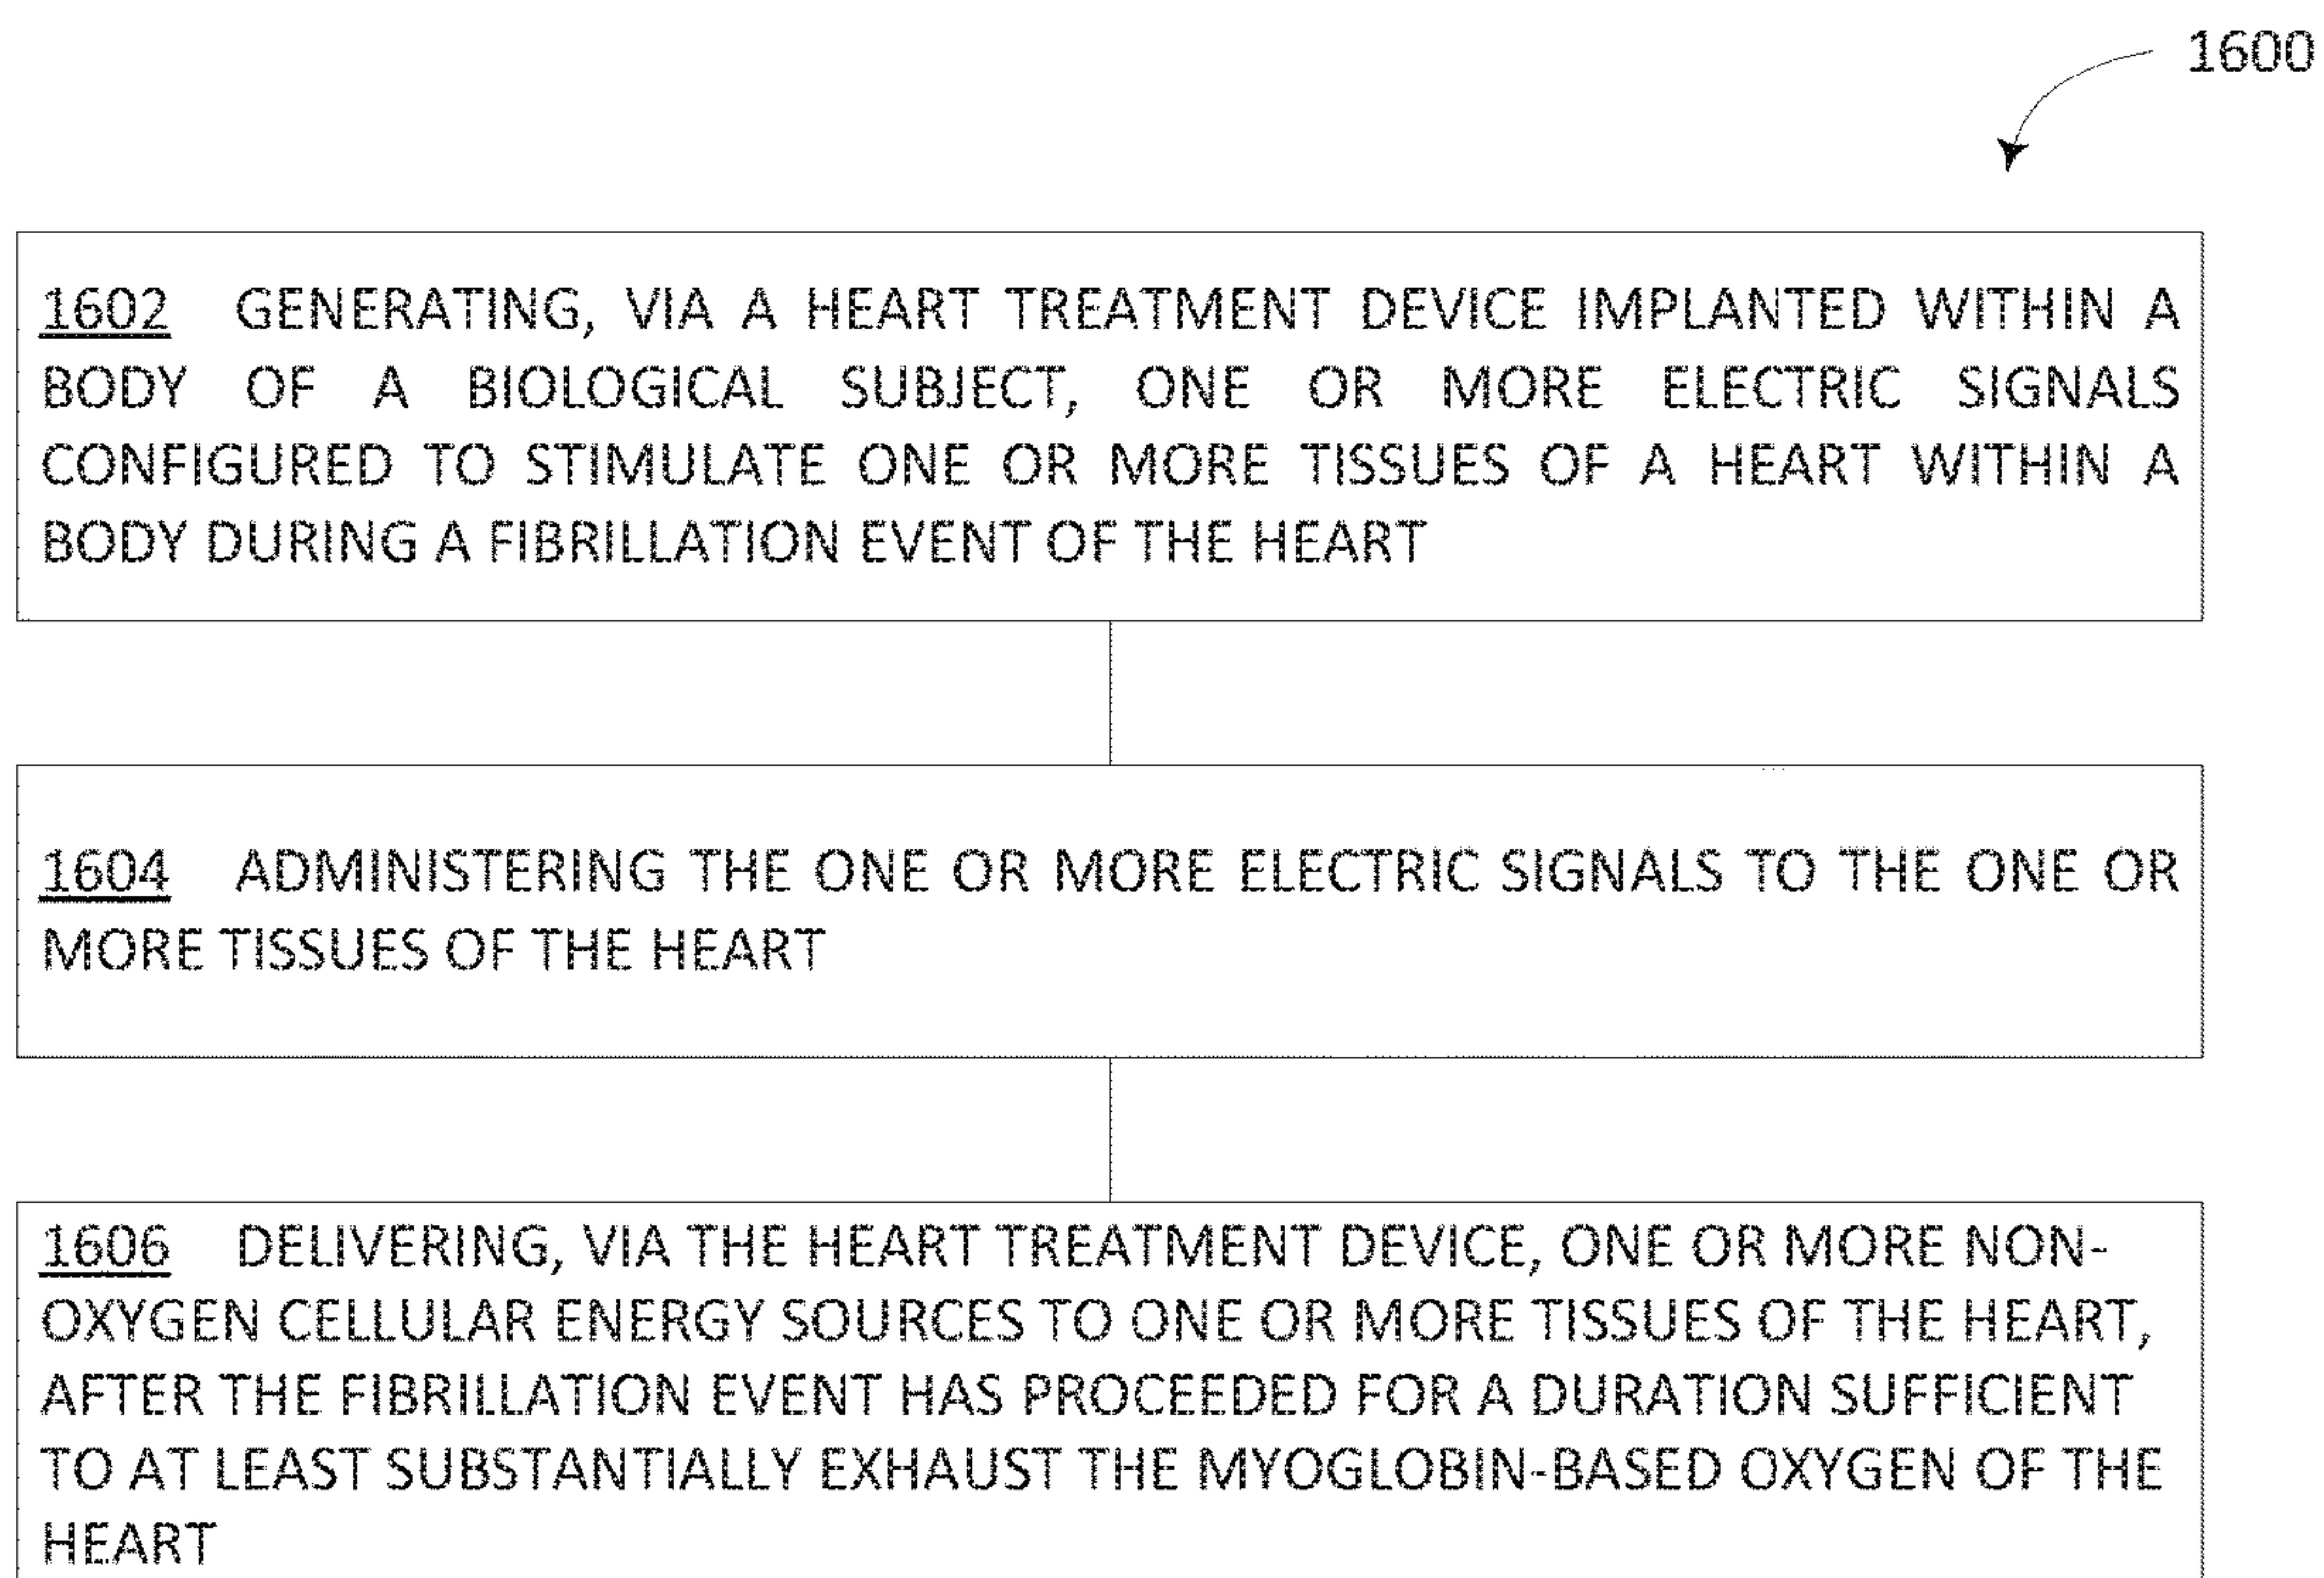 1600
1602 GENERATING, VIA A HEART TREATMENT DEVICE IMPLANTED WITHIN A
BODY OF A BIOLOGICAL SUBJECT, ONE OR MORE ELECTRIC SIGNALS
CONFIGURED TO STIMULATE ONE OR MORE TISSUES OF A HEART WITHIN A
BODY DURING A FIBRILLATION EVENT OF THE HEART
1604 ADMINISTERING THE ONE OR MORE ELECTRIC SIGNALS TO THE ONE OR
MORE TISSUES OF THE HEART
1606 DELIVERING, VIA THE HEART TREATMENT DEVICE, ONE OR MORE NON-
OXYGEN CELLULAR ENERGY SOURCES TO ONE OR MORE TISSUES OF THE HEART,
AFTER THE FIBRILLATION EVENT HAS PROCEEDED FOR A DURATION SUFFICIENT
TO AT LEAST SUBSTANTIALLY EXHAUST THE MYOGLOBIN-BASED OXYGEN OF THE
HEART